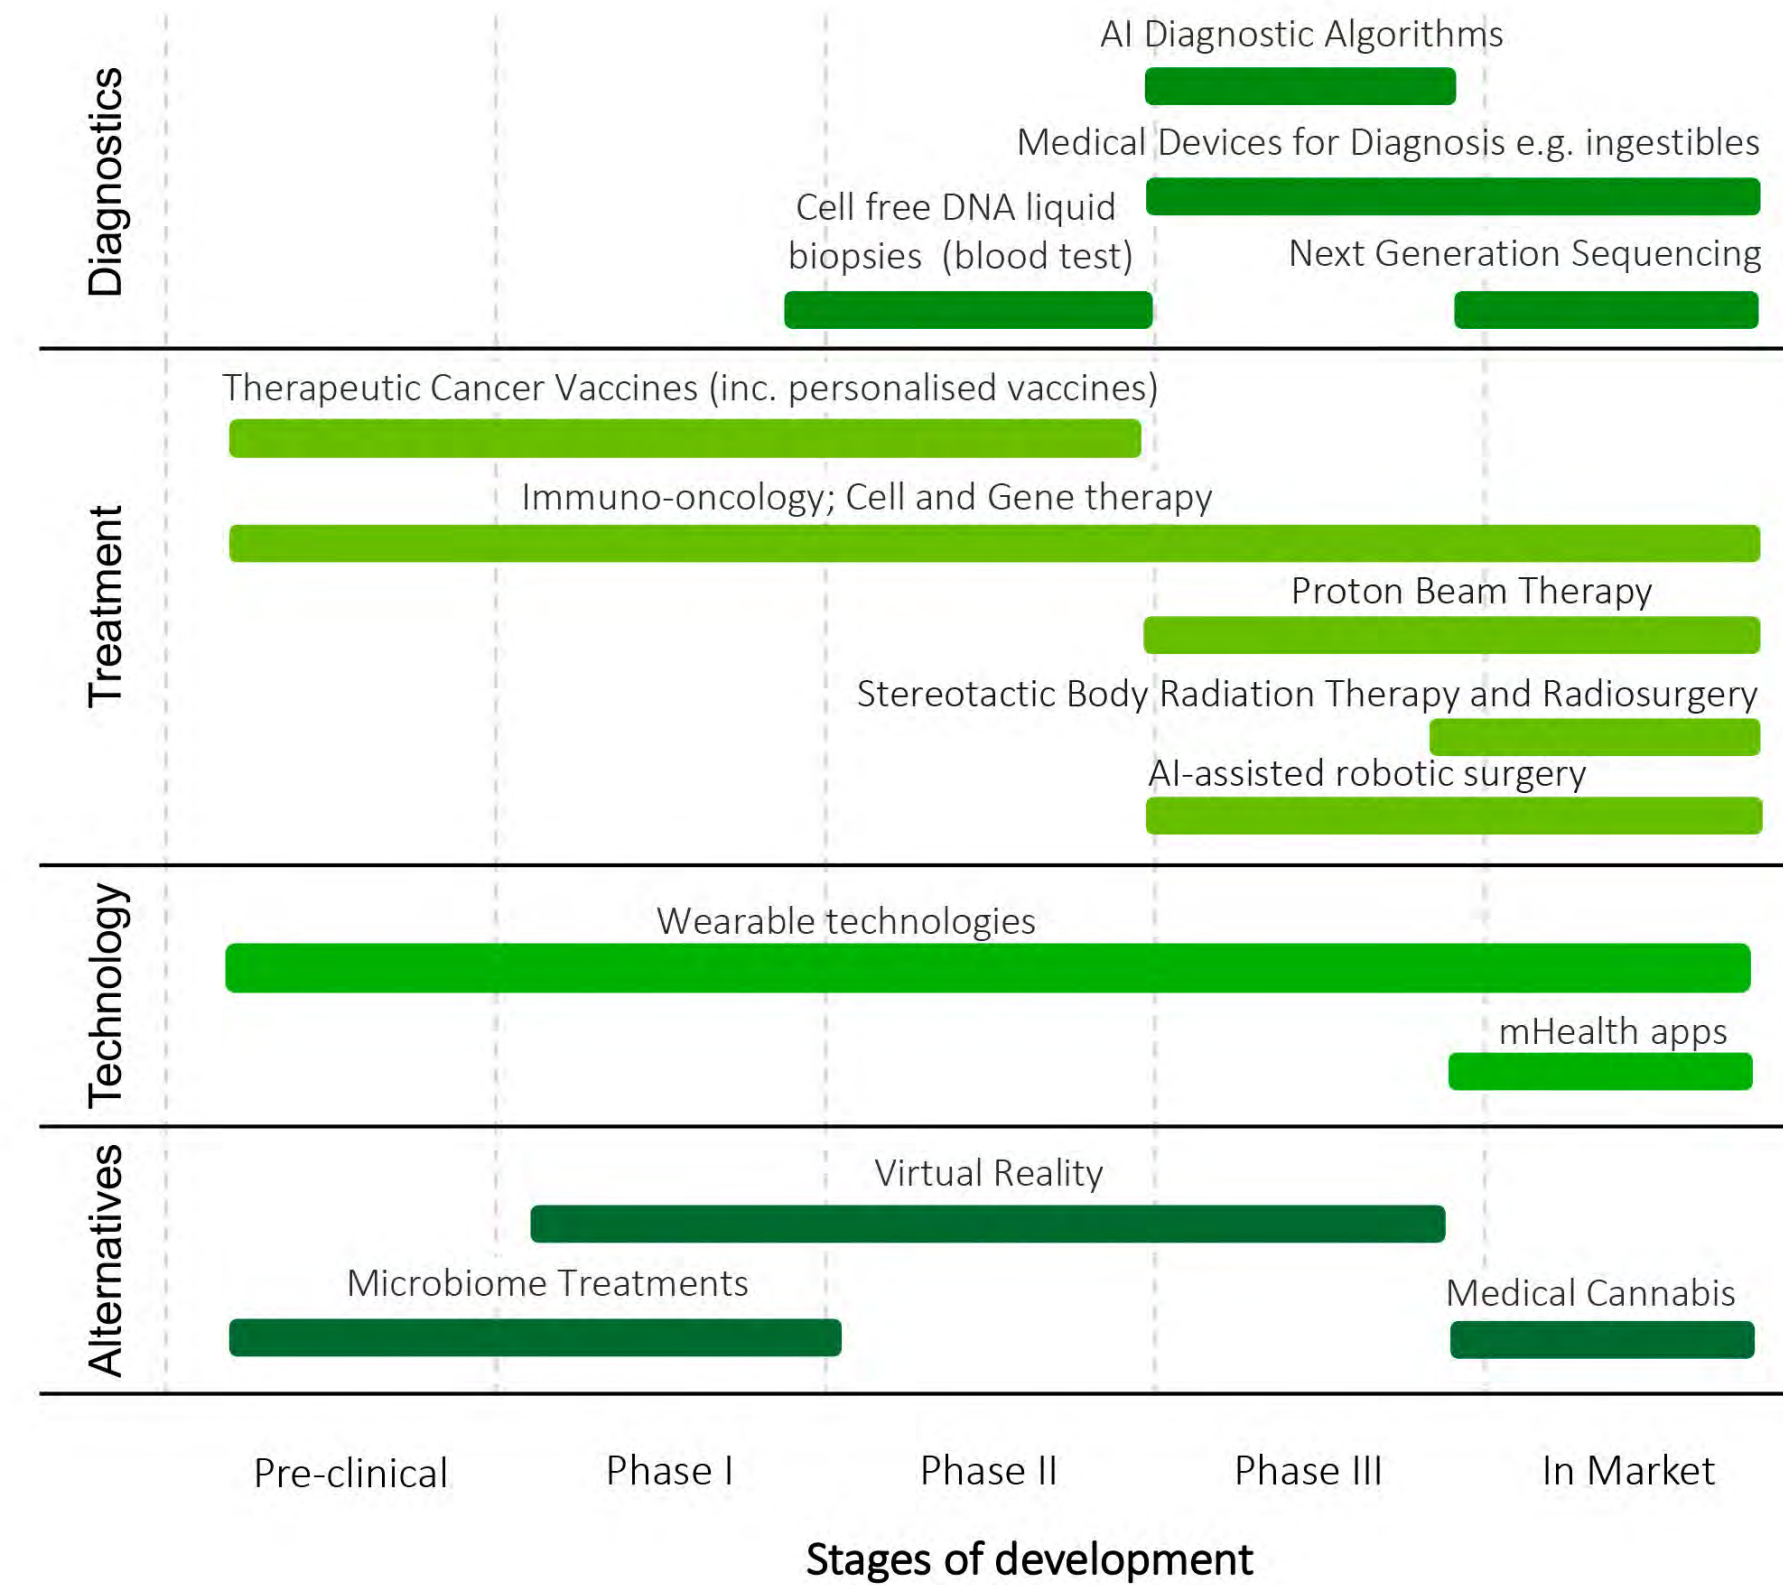 Diagnostics
AI Diagnostic Algorithms
Medical Devices for Diagnosis e.g. ingestibles
Cell free DNA liquid
biopsies (blood test)
Next Generation Sequencing
Treatment
Therapeutic Cancer Vaccines (inc. personalised vaccines)
Immuno-oncology; Cell and Gene therapy
Proton Beam Therapy
Stereotactic Body Radiation Therapy and Radiosurgery
AI-assisted robotic surgery
Technology
Wearable technologies
mHealth apps
Alternatives
Virtual Reality
Microbiome Treatments
Medical Cannabis
Pre-clinical
Phase I
Phase II
Phase III
In Market
Stages of development